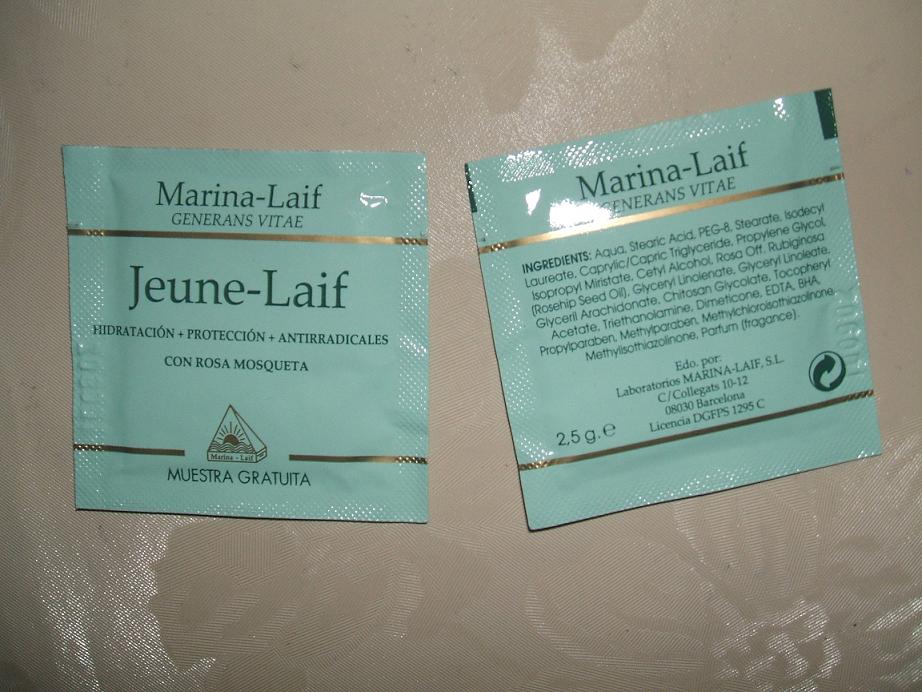 Marina-Laif
GENERANS VITAE
Jeune-Laif
HIDRATACIÓN + PROTECCIÓN + ANTIRRADICALES
CON ROSA MOSQUETA
Marina - Laif
MUESTRA GRATUITA
Marina-Laif
GENERANS VITAE
INGREDIENTS: Aqua, Stearic Acid, PEG-8, Stearate, Isodecyl
Laureate, Caprylic/Capric Triglyceride, Propylene Glycol,
Isopropyl Miristate, Cetyl Alcohol, Rosa Off. Rubiginosa
(Rosehip Seed Oil), Glyceryl Linolenate, Glyceryl Linoleate,
Glyceril Arachidonate, Chitosan Glycolate, Tocopheryl
Acetate, Triethanolamine, Dimeticone, EDTA, BHA,
Propylparaben, Methylparaben, Methylchloroisothiazolinone,
Methylisothiazolinone, Parfum (fragance).
Edo. por:
Laboratorios MARINA-LAIF, S.L.
C/Collegats 10-12
08030 Barcelona
Licencia DGFPS 1295 C
2,5 g. ℮